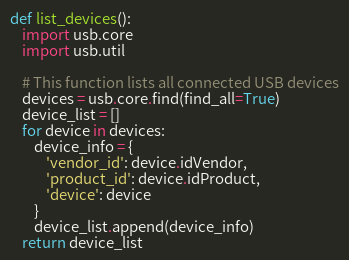 def list_devices():
    import usb.core
    import usb.util

    # This function lists all connected USB devices
    devices = usb.core.find(find_all=True)
    device_list = []
    for device in devices:
        device_info = {
            'vendor_id': device.idVendor,
            'product_id': device.idProduct,
            'device': device
        }
        device_list.append(device_info)
    return device_list